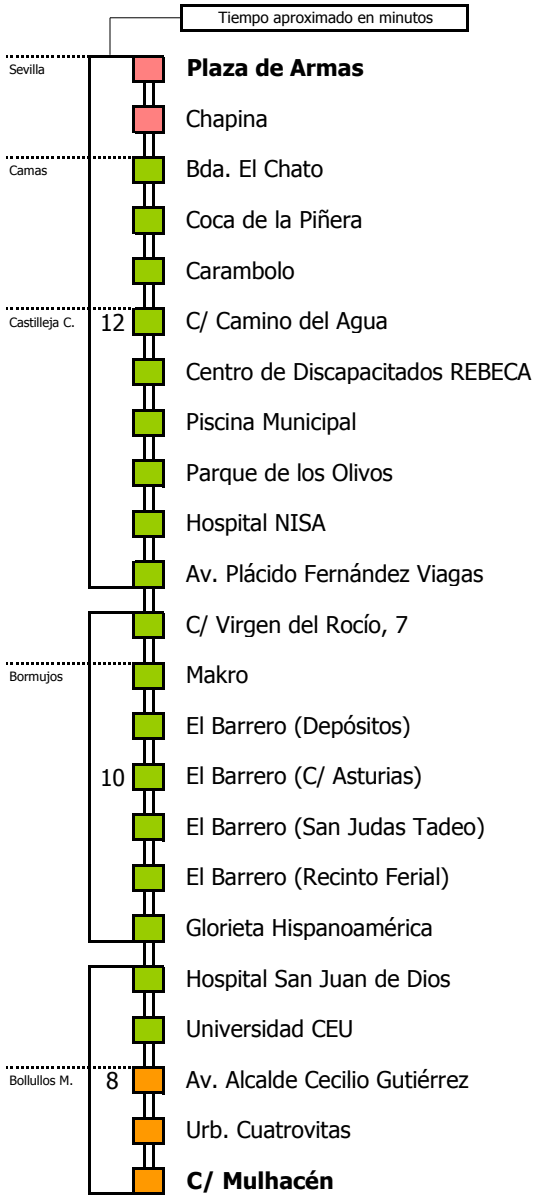 Tiempo aproximado en minutos
Sevilla
Plaza de Armas
Chapina
Camas
Bda. El Chato
Coca de la Piñera
Carambolo
Castilleja C.
12
C/ Camino del Agua
Centro de Discapacitados REBECA
Piscina Municipal
Parque de los Olivos
Hospital NISA
Av. Plácido Fernández Viagas
C/ Virgen del Rocío, 7
Bormujos
Makro
El Barrero (Depósitos)
10
El Barrero (C/ Asturias)
El Barrero (San Judas Tadeo)
El Barrero (Recinto Ferial)
Glorieta Hispanoamérica
Hospital San Juan de Dios
Universidad CEU
Bollullos M.
8
Av. Alcalde Cecilio Gutiérrez
Urb. Cuatrovitas
C/ Mulhacén